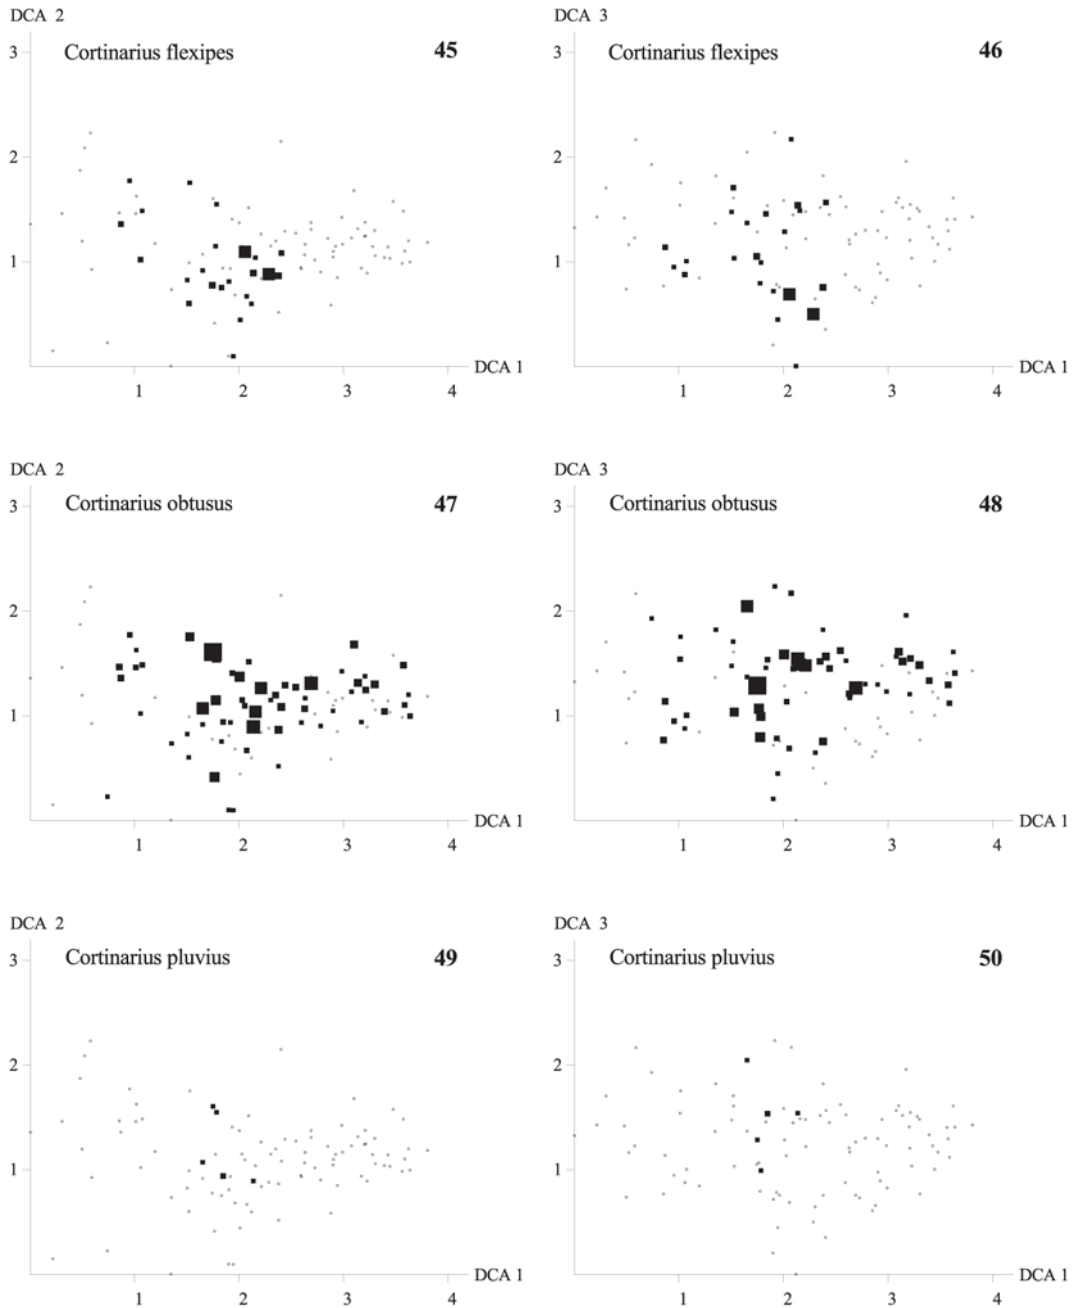 DCA 2
Cortinarius flexipes 45
3
2
1
DCA 1
1 2 3 4
DCA 3
Cortinarius flexipes 46
3
2
1
DCA 1
1 2 3 4
DCA 2
Cortinarius obtusus 47
3
2
1
DCA 1
1 2 3 4
DCA 3
Cortinarius obtusus 48
3
2
1
DCA 1
1 2 3 4
DCA 2
Cortinarius pluvius 49
3
2
1
DCA 1
1 2 3 4
DCA 3
Cortinarius pluvius 50
3
2
1
DCA 1
1 2 3 4